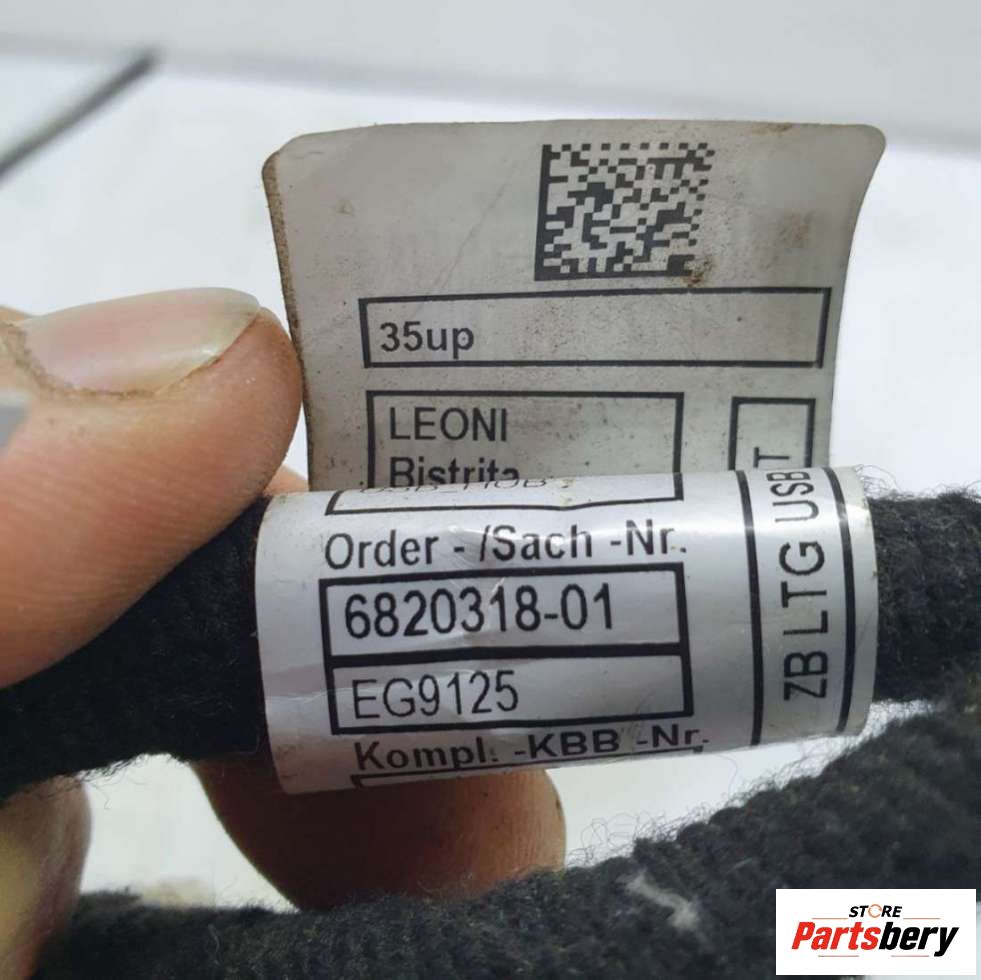 35up
LEONI
Bistrita
Order - /Sach -Nr.
6820318-01
EG9125
Kompl. -KBB -Nr.
ZB LTG USB
STORE
Partsbery